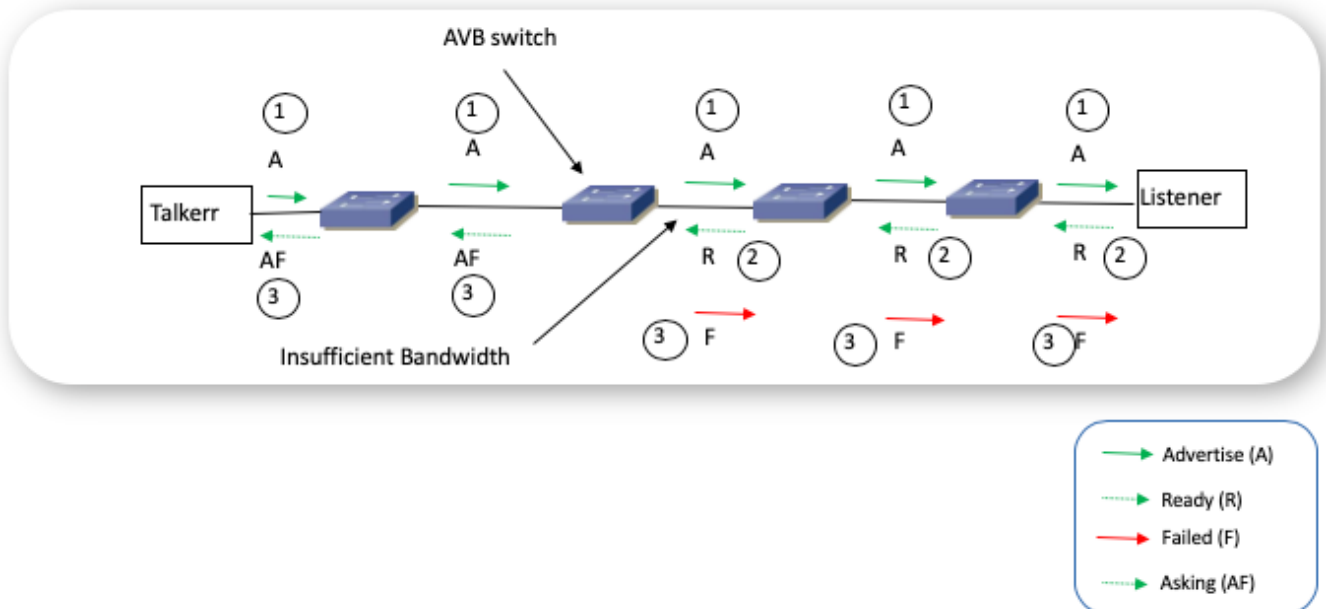 AVB switch
1 1 1 1 1
A A A A A
Talkerr Listener
AF AF R 2 R 2 R 2
3 3
3 F 3 F 3 F
Insufficient Bandwidth
Advertise (A)
Ready (R)
Failed (F)
Asking (AF)